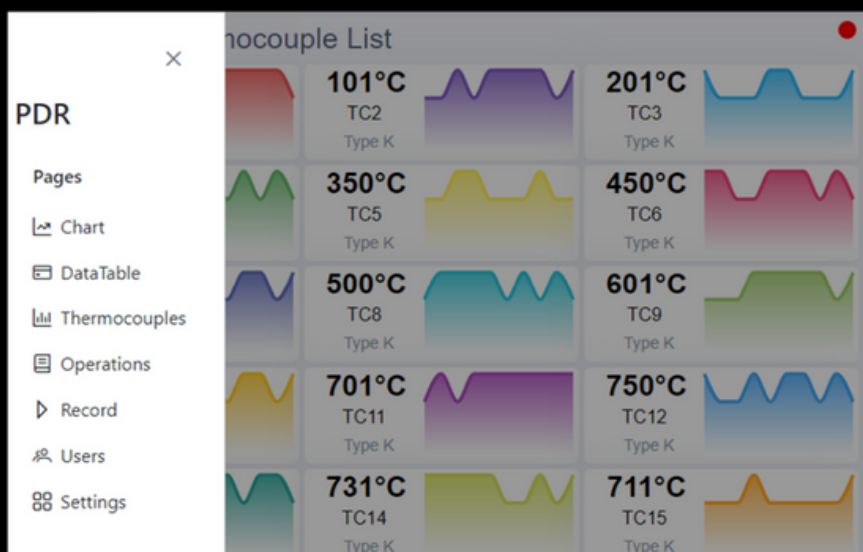 PDR
Pages
Chart
DataTable
Thermocouples
Operations
Record
Users
Settings
nocouple List
101°C
TC2
Type K
201°C
TC3
Type K
350°C
TC5
Type K
450°C
TC6
Type K
500°C
TC8
Type K
601°C
TC9
Type K
701°C
TC11
Type K
750°C
TC12
Type K
731°C
TC14
Type K
711°C
TC15
Type K